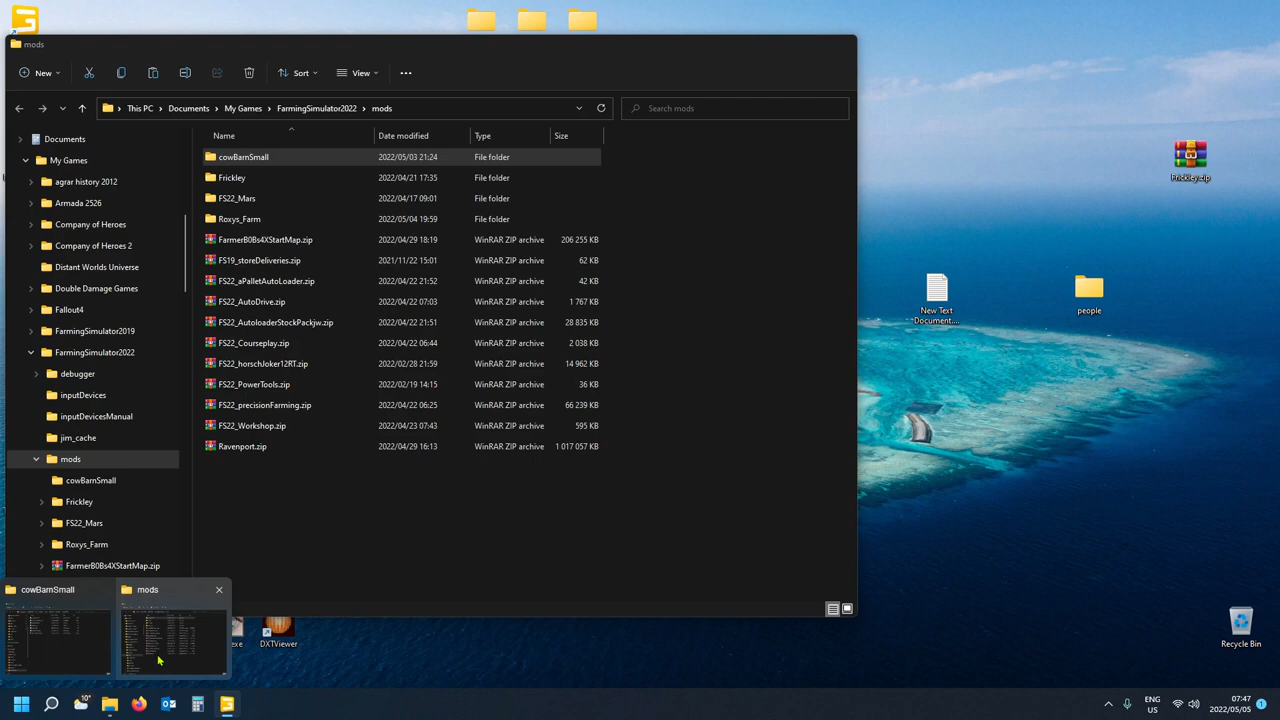 mods
New
Sort
View
This PC
Documents
My Games
FarmingSimulator2022
mods
Search mods
Name
Date modified
Type
Size
Documents
My Games
agrar history 2012
Armada 2526
Company of Heroes
Company of Heroes 2
Distant Worlds Universe
Double Damage Games
Fallout4
FarmingSimulator2019
FarmingSimulator2022
debugger
inputDevices
inputDevicesManual
jim_cache
mods
cowBarnSmall
Frickley
FS22_Mars
Roxys_Farm
FarmerB0Bs4XStartMap.zip
cowBarnSmall 2022/05/03 21:24 File folder
Frickley 2022/04/21 17:35 File folder
FS22_Mars 2022/04/17 09:01 File folder
Roxys_Farm 2022/05/04 19:59 File folder
FarmerB0Bs4XStartMap.zip 2022/04/29 18:19 WinRAR ZIP archive 206 255 KB
FS19_storeDeliveries.zip 2021/11/22 15:01 WinRAR ZIP archive 62 KB
FS22_aPalletAutoLoader.zip 2022/04/22 21:52 WinRAR ZIP archive 42 KB
FS22_AutoDrive.zip 2022/04/22 07:03 WinRAR ZIP archive 1 767 KB
FS22_AutoloaderStockPackjw.zip 2022/04/22 21:51 WinRAR ZIP archive 28 835 KB
FS22_Courseplay.zip 2022/04/22 06:44 WinRAR ZIP archive 2 038 KB
FS22_horschJoker12RT.zip 2022/02/28 21:59 WinRAR ZIP archive 14 962 KB
FS22_PowerTools.zip 2022/02/19 14:15 WinRAR ZIP archive 36 KB
FS22_precisionFarming.zip 2022/04/22 06:25 WinRAR ZIP archive 66 239 KB
FS22_Workshop.zip 2022/04/23 07:43 WinRAR ZIP archive 595 KB
Ravenport.zip 2022/04/29 16:13 WinRAR ZIP archive 1 017 057 KB
Frickley.zip
New Text
Document....
people
Recycle Bin
cowBarnSmall
mods
exe
DXTViewer
10°
ENG
US
07:47
2022/05/05
1